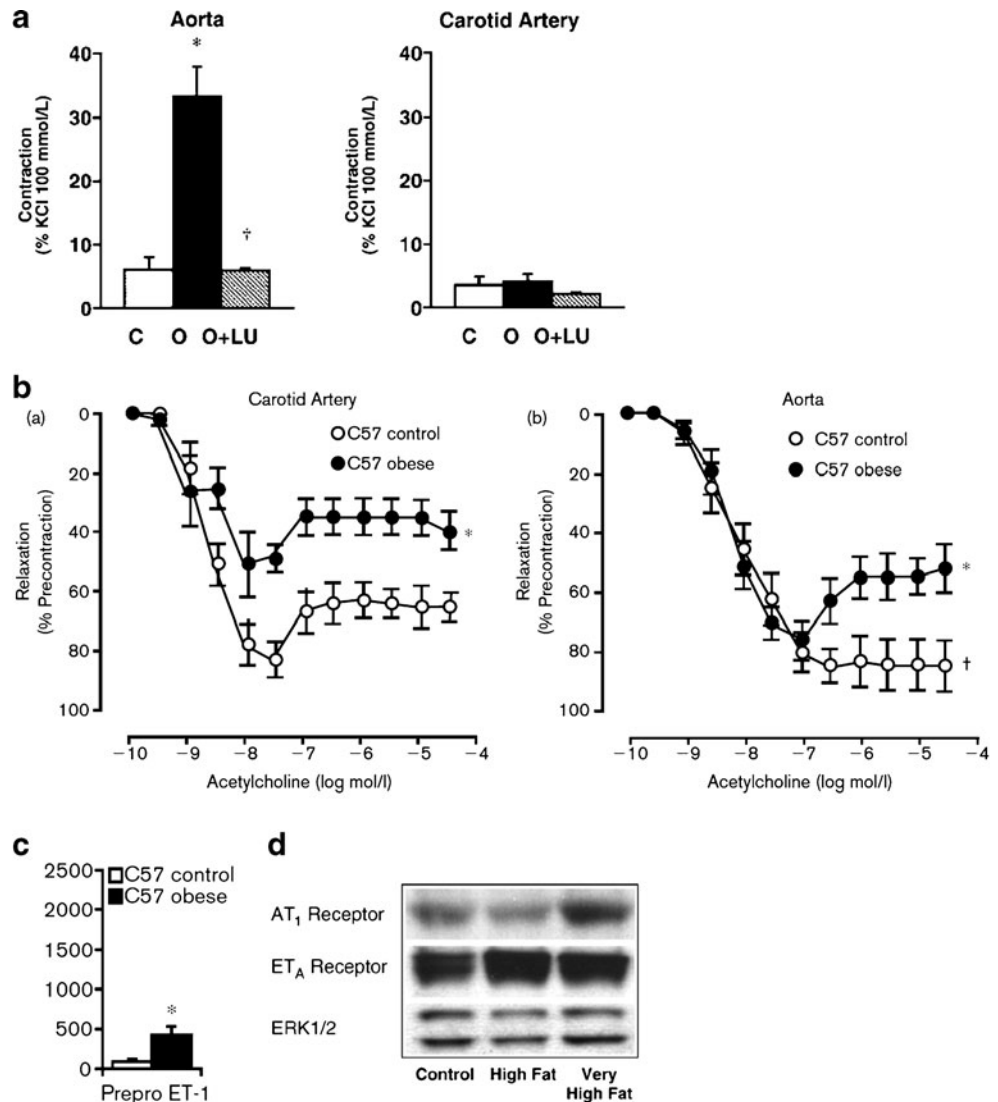 a
Aorta
Carotid Artery
Contraction
(% KCl 100 mmol/L)
40
30
20
10
0
*
†
C O O+LU
Contraction
(% KCl 100 mmol/L)
40
30
20
10
0
C O O+LU
b
(a)
Carotid Artery
C57 control
C57 obese
Relaxation
(% Precontraction)
0
20
40
60
80
100
*
−10 −9 −8 −7 −6 −5 −4
Acetylcholine (log mol/l)
(b)
Aorta
C57 control
C57 obese
Relaxation
(% Precontraction)
0
20
40
60
80
100
*
†
−10 −9 −8 −7 −6 −5 −4
Acetylcholine (log mol/l)
c
C57 control
C57 obese
2500
2000
1500
1000
500
0
*
Prepro ET-1
d
AT₁ Receptor
ET_A Receptor
ERK1/2
Control High Fat Very
High Fat